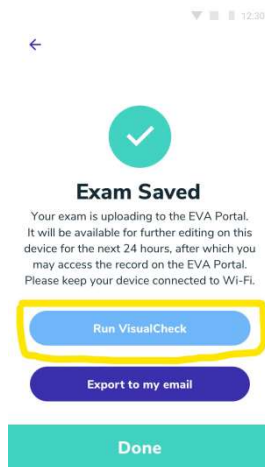 12:30
Exam Saved
Your exam is uploading to the EVA Portal.
It will be available for further editing on this
device for the next 24 hours, after which you
may access the record on the EVA Portal.
Please keep your device connected to Wi-Fi.
Run VisualCheck
Export to my email
Done